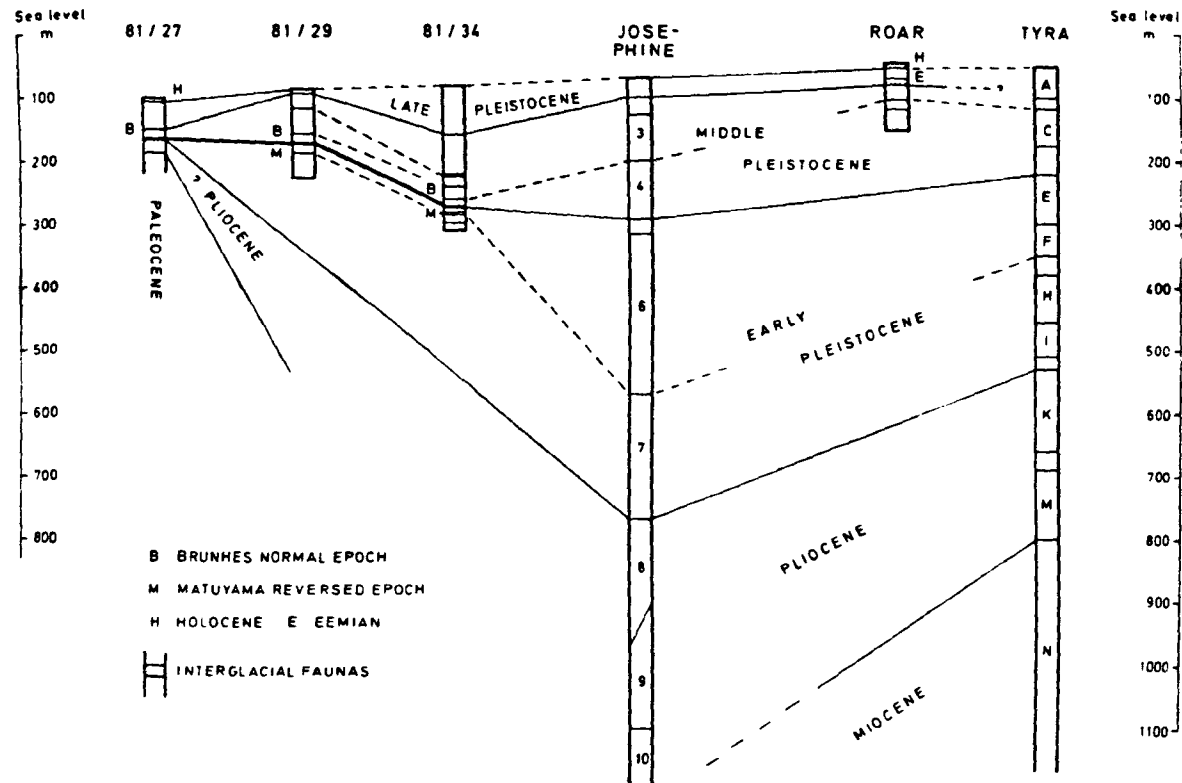 Sea level
m
81/27
81/29
81/34
JOSE-
PHINE
ROAR
TYRA
Sea level
m
100
200
300
400
500
600
700
800
H
B
B
M
B
M
H
E
?
LATE PLEISTOCENE
MIDDLE
PLEISTOCENE
? PLIOCENE
PALEOCENE
EARLY
PLEISTOCENE
PLIOCENE
MIOCENE
3
4
6
7
8
9
10
A
C
E
F
H
I
K
M
N
100
200
300
400
500
600
700
800
900
1000
1100
B BRUNHES NORMAL EPOCH
M MATUYAMA REVERSED EPOCH
H HOLOCENE E EEMIAN
INTERGLACIAL FAUNAS